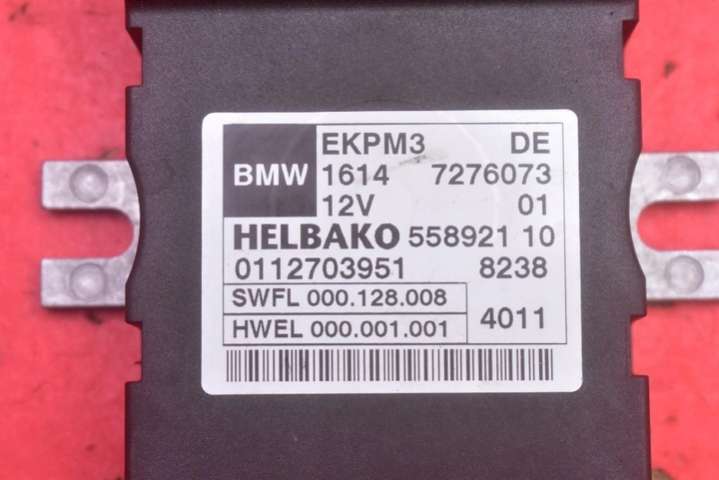 EKPM3 DE
BMW 1614 7276073
12V 01
HELBAKO 558921 10
0112703951 8238
SWFL 000.128.008
HWEL 000.001.001 4011